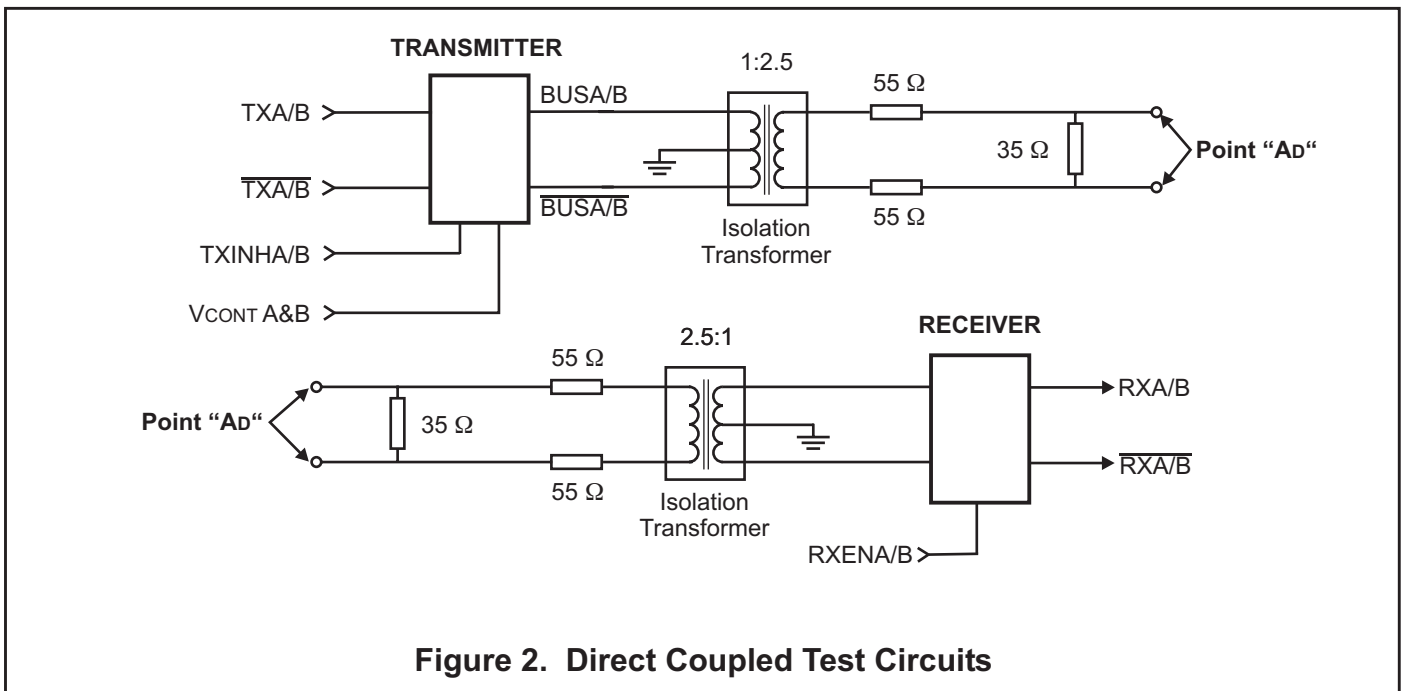 TRANSMITTER
1:2.5
55 Ω
BUSA/B
TXA/B
35 Ω
Point “AD“
TXA/B
BUSA/B
55 Ω
Isolation
Transformer
TXINHA/B
VCONT A&B
RECEIVER
2.5:1
55 Ω
RXA/B
Point “AD“
35 Ω
RXA/B
55 Ω
Isolation
Transformer
RXENA/B
Figure 2. Direct Coupled Test Circuits